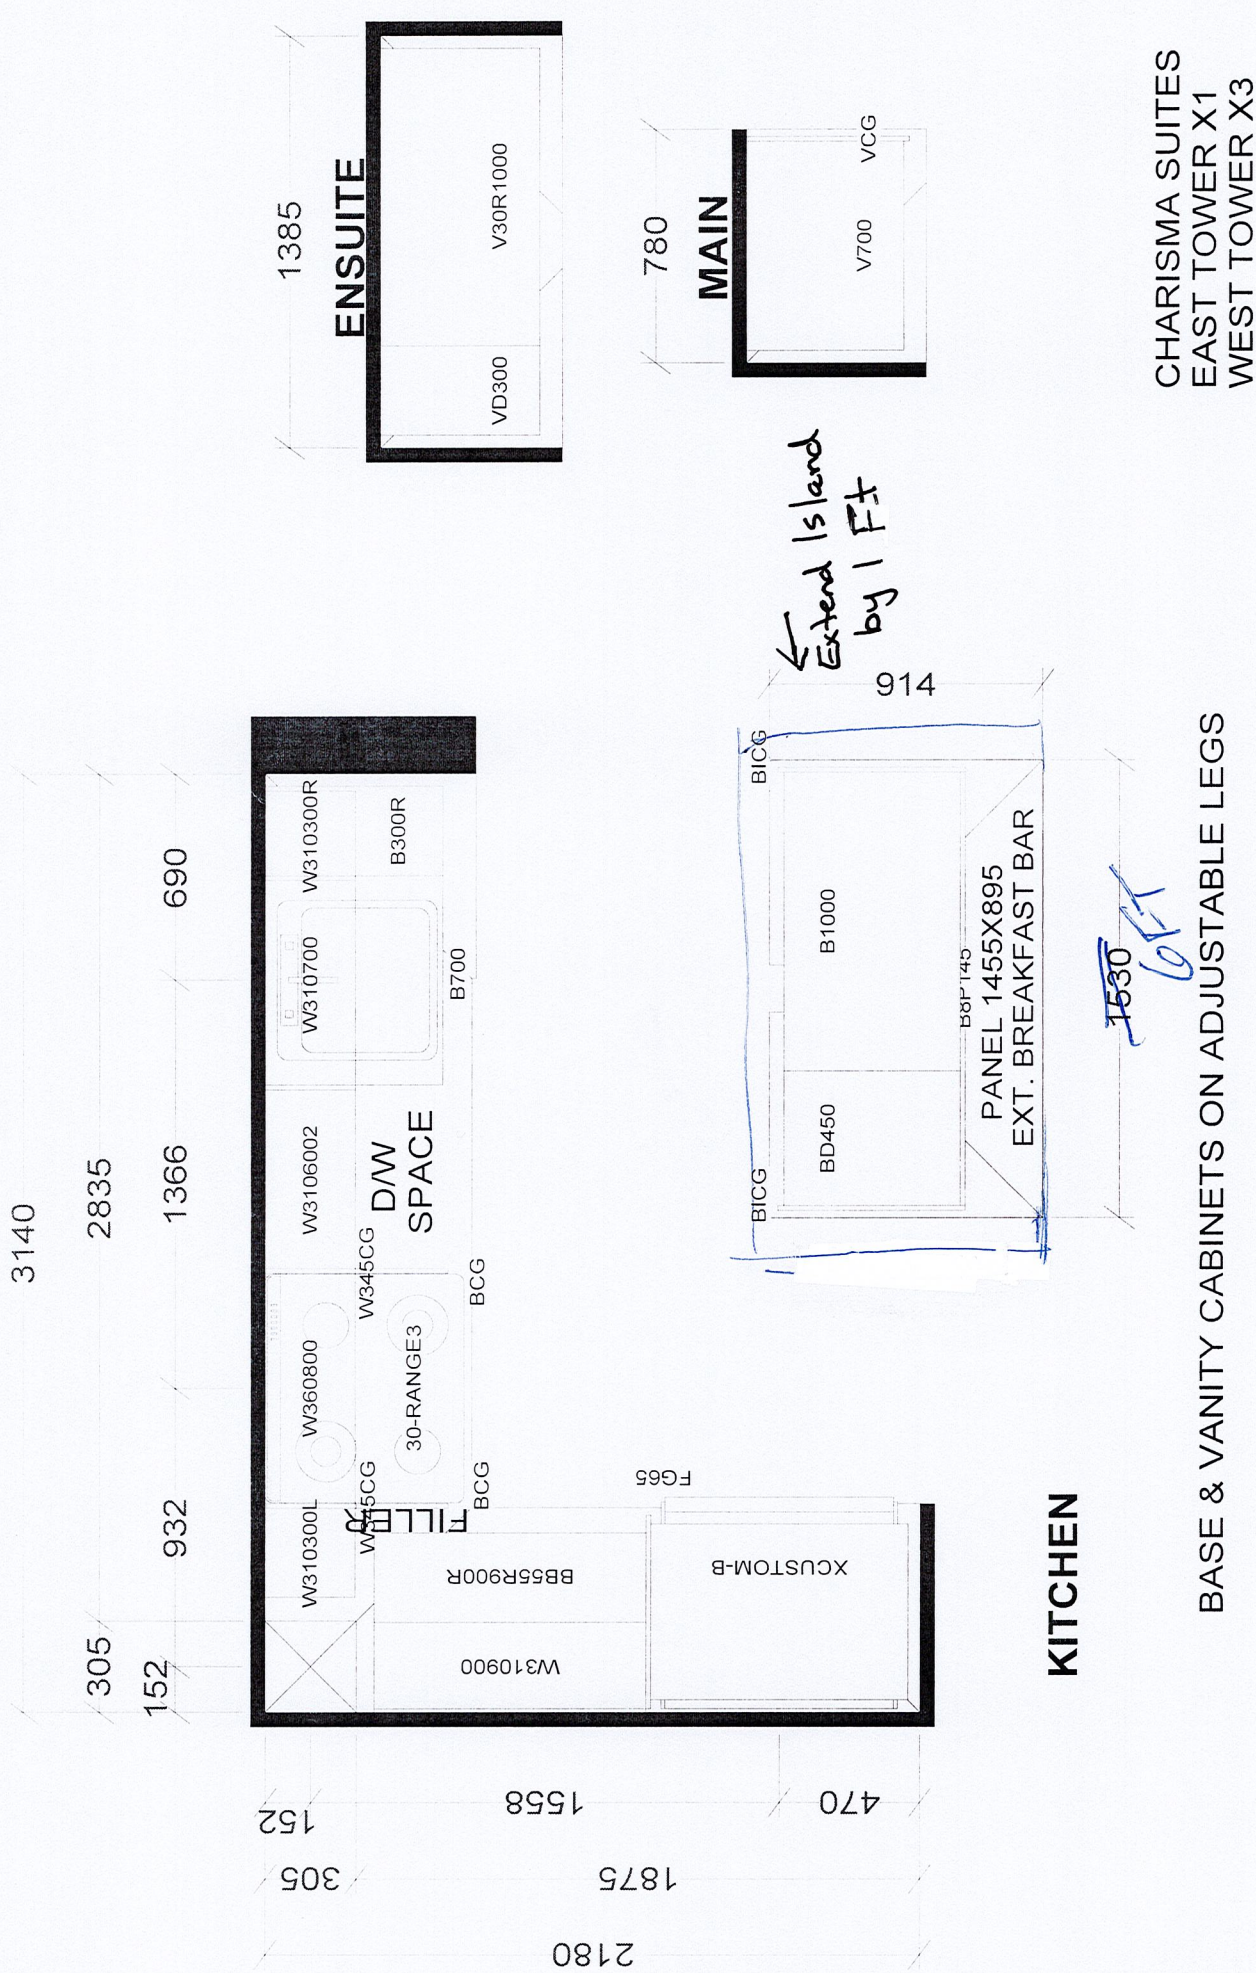 3140
2835
305
690
1366
932
152
W310300R
W310700
W3106002
W360800
W310300L
B300R
B700
D/W
SPACE
W345CG
W345CG
30-RANGE3
BCG
BCG
FILLER
BB55R900R
W310900
FG65
XCUSTOM-B
152
1558
470
305
1875
2180
KITCHEN
BICG
BICG
B1000
BD450
PANEL 1455X895
EXT. BREAKFAST BAR
914
1530
6FT
Extend Island
by 1 Ft
1385
ENSUITE
V30R1000
VD300
780
MAIN
V700
VCG
BASE & VANITY CABINETS ON ADJUSTABLE LEGS
CHARISMA SUITES
EAST TOWER X1
WEST TOWER X3